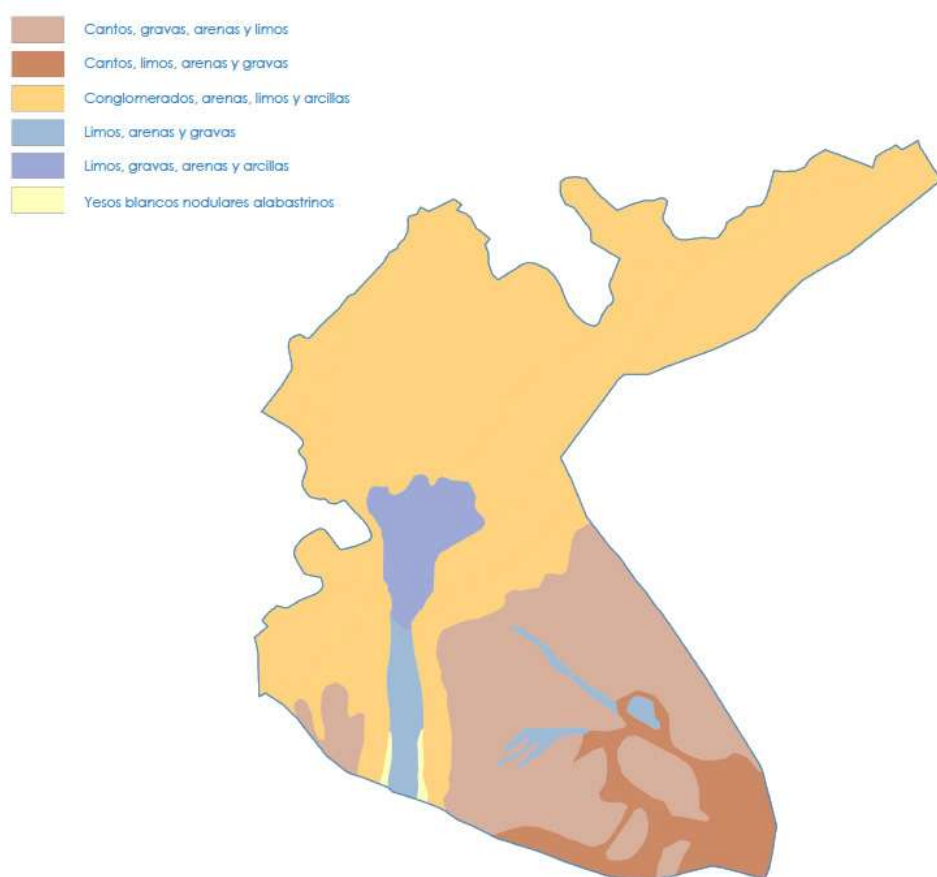 Cantos, gravas, arenas y limos
Cantos, limos, arenas y gravas
Conglomerados, arenas, limos y arcillas
Limos, arenas y gravas
Limos, gravas, arenas y arcillas
Yesos blancos nodulares alabastrinos